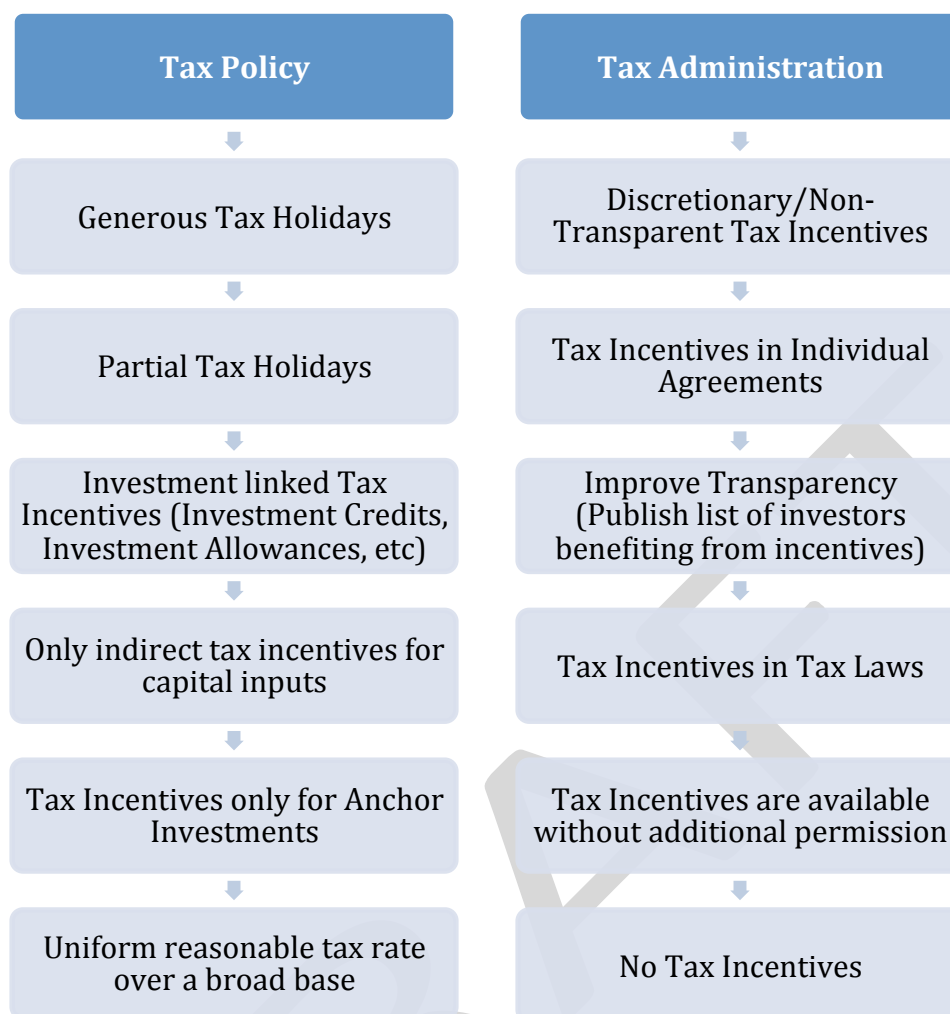 Tax Policy
Generous Tax Holidays
Partial Tax Holidays
Investment linked Tax
Incentives (Investment Credits,
Investment Allowances, etc)
Only indirect tax incentives for
capital inputs
Tax Incentives only for Anchor
Investments
Uniform reasonable tax rate
over a broad base
Tax Administration
Discretionary/Non-
Transparent Tax Incentives
Tax Incentives in Individual
Agreements
Improve Transparency
(Publish list of investors
benefiting from incentives)
Tax Incentives in Tax Laws
Tax Incentives are available
without additional permission
No Tax Incentives